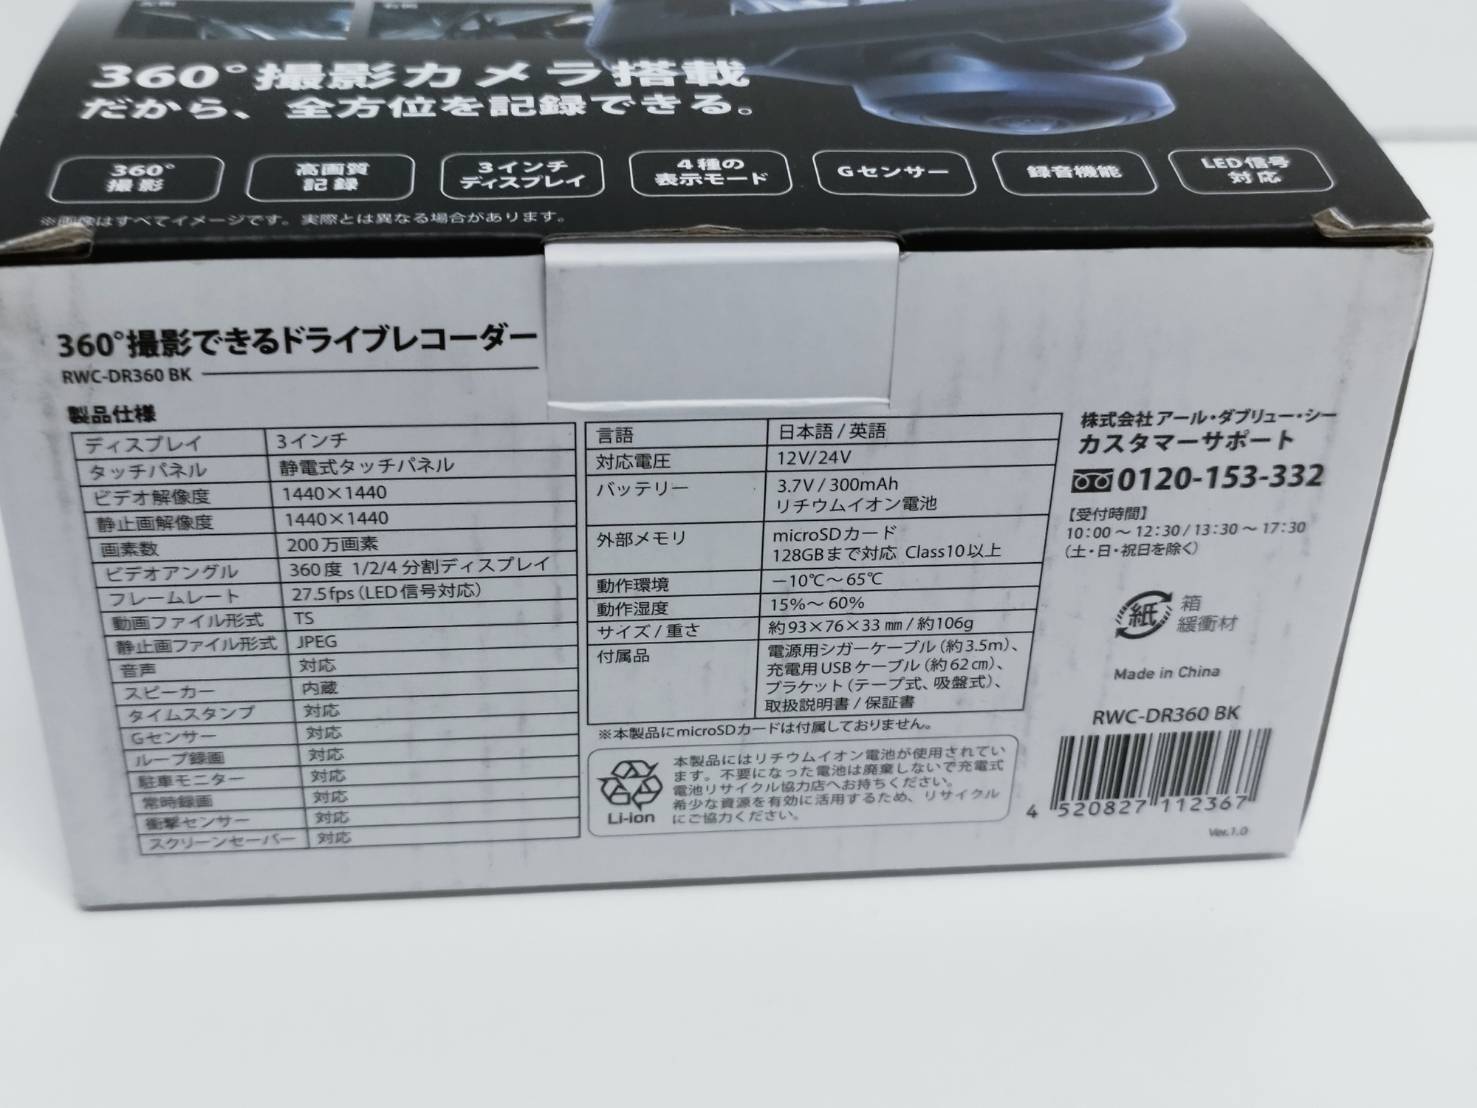 360°撮影カメラ搭載
だから、全方位を記録できる。
360°
撮影
高画質
記録
3インチ
ディスプレイ
4種の
表示モード
Gセンサー
録音機能
LED信号
対応
※画像はすべてイメージです。実際とは異なる場合があります。
360°撮影できるドライブレコーダー
RWC-DR360 BK
製品仕様
ディスプレイ 3インチ
タッチパネル 静電式タッチパネル
ビデオ解像度 1440×1440
静止画解像度 1440×1440
画素数 200万画素
ビデオアングル 360度 1/2/4分割ディスプレイ
フレームレート 27.5fps(LED信号対応)
動画ファイル形式 TS
静止画ファイル形式 JPEG
音声 対応
スピーカー 内蔵
タイムスタンプ 対応
Gセンサー 対応
ループ録画 対応
駐車モニター 対応
常時録画 対応
衝撃センサー 対応
スクリーンセーバー 対応
言語 日本語/英語
対応電圧 12V/24V
バッテリー 3.7V/300mAh
リチウムイオン電池
外部メモリ microSDカード
128GBまで対応 Class10以上
動作環境 －10℃～65℃
動作湿度 15%～60%
サイズ/重さ 約93×76×33㎜/約106g
付属品 電源用シガーケーブル(約3.5m)、
充電用USBケーブル(約62㎝)、
ブラケット(テープ式、吸盤式)、
取扱説明書/保証書
※本製品にmicroSDカードは付属しておりません。
Li-ion
本製品にはリチウムイオン電池が使用されてい
ます。不要になった電池は廃棄しないで充電式
電池リサイクル協力店へお持ちください。
希少な資源を有効に活用するため、リサイクル
にご協力ください。
株式会社アール・ダブリュー・シー
カスタマーサポート
0120-153-332
【受付時間】
10:00～12:30/13:30～17:30
(土・日・祝日を除く)
紙
箱
緩衝材
Made in China
RWC-DR360 BK
4 520827 112367
Ver.1.0